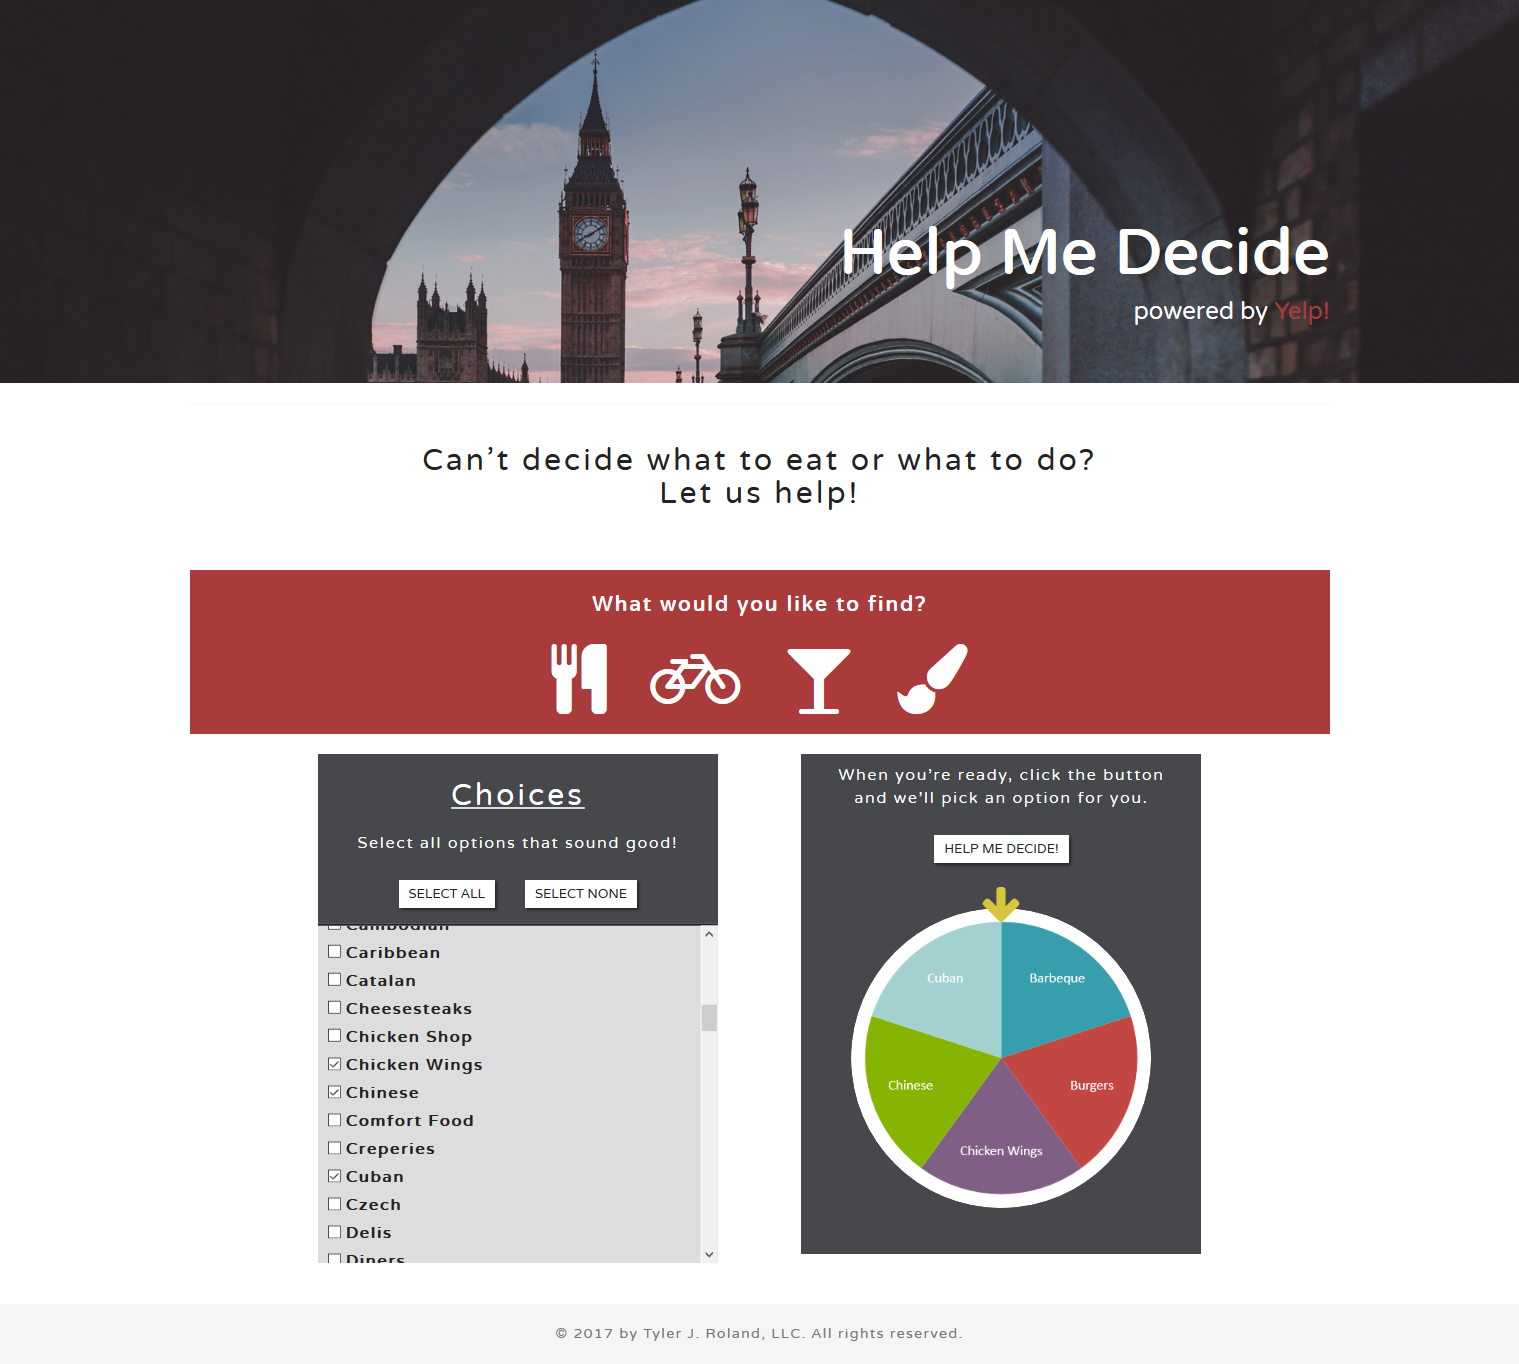 Help Me Decide
powered by Yelp!
Can't decide what to eat or what to do?
Let us help!
What would you like to find?
Choices
Select all options that sound good!
SELECT ALL
SELECT NONE
Cambodian
Caribbean
Catalan
Cheesesteaks
Chicken Shop
Chicken Wings
Chinese
Comfort Food
Creperies
Cuban
Czech
Delis
Diners
When you're ready, click the button
and we'll pick an option for you.
HELP ME DECIDE!
Cuban
Barbeque
Chinese
Burgers
Chicken Wings
© 2017 by Tyler J. Roland, LLC. All rights reserved.